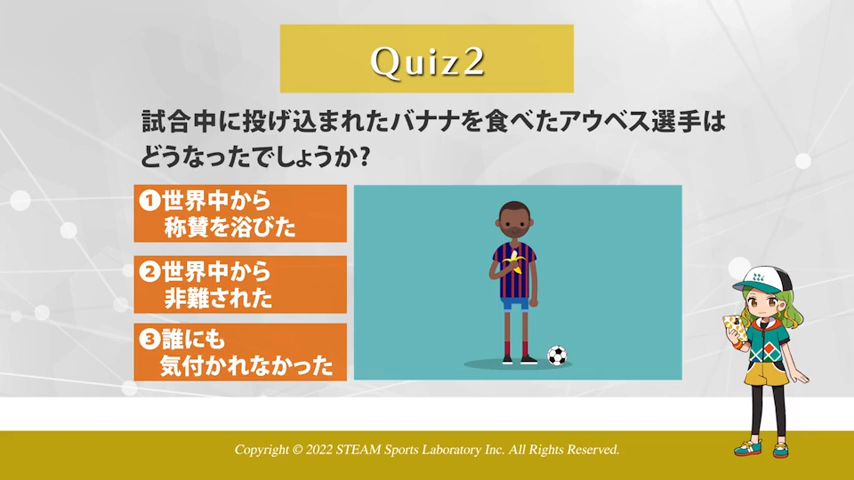 Quiz2
試合中に投げ込まれたバナナを食べたアウベス選手は
どうなったでしょうか?
❶世界中から
称賛を浴びた
❷世界中から
非難された
❸誰にも
気付かれなかった
Copyright © 2022 STEAM Sports Laboratory Inc. All Rights Reserved.